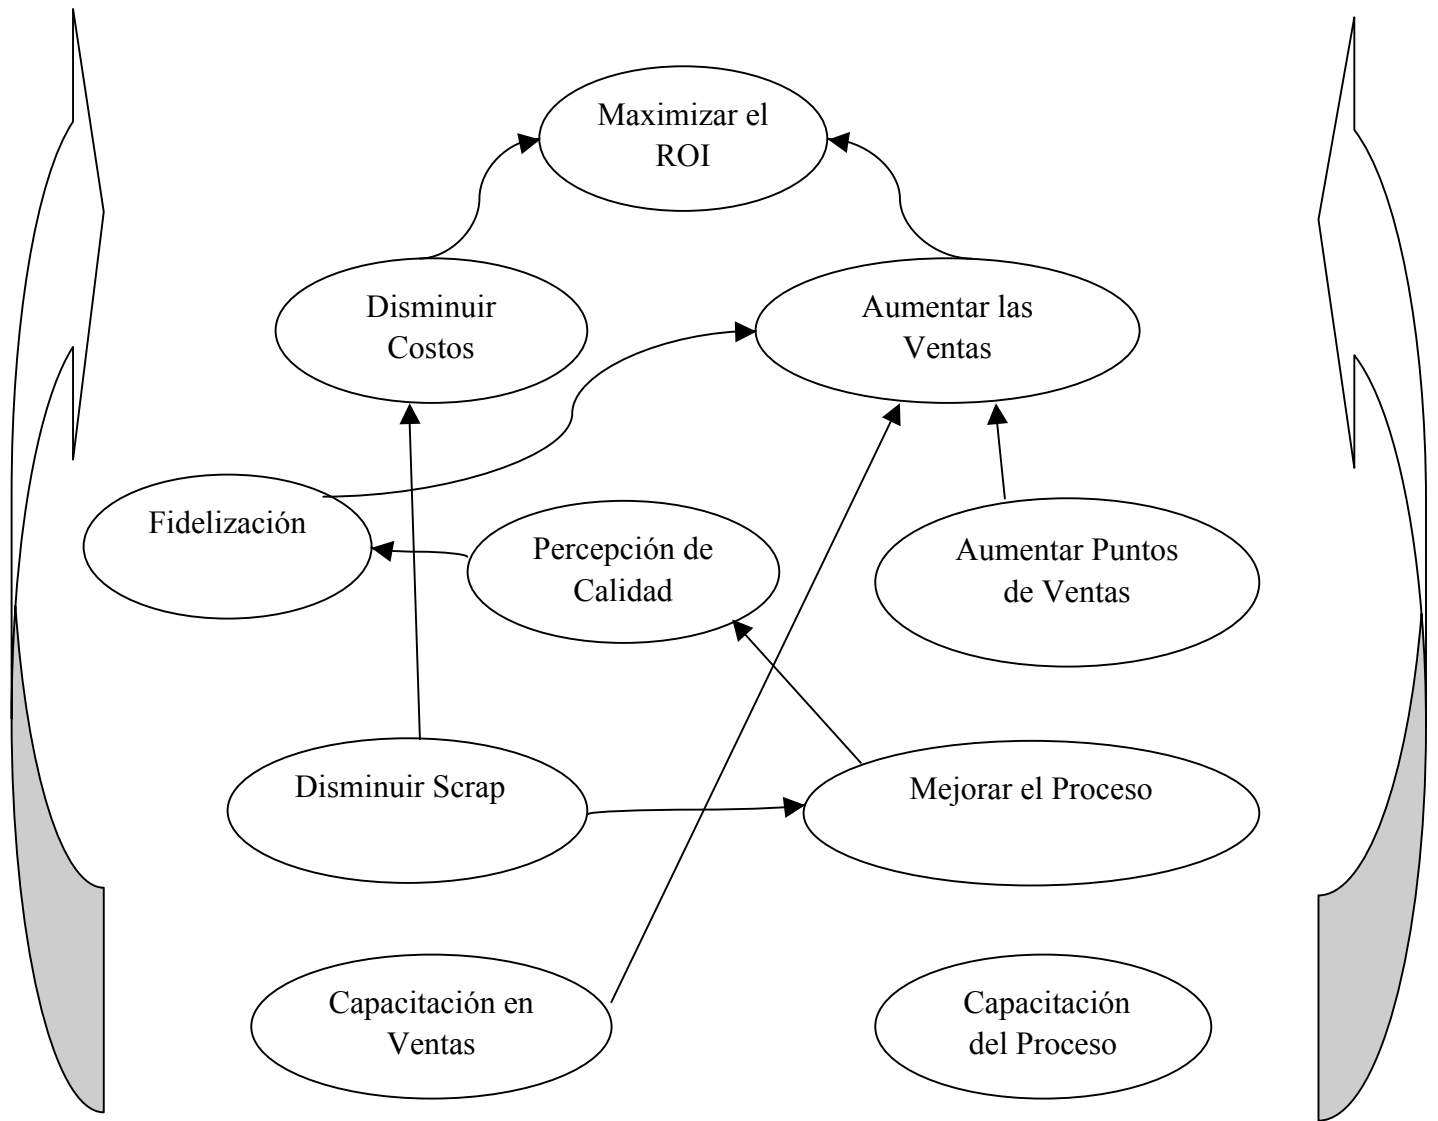 Maximizar el
ROI
Disminuir
Costos
Aumentar las
Ventas
Fidelización
Percepción de
Calidad
Aumentar Puntos
de Ventas
Disminuir Scrap
Mejorar el Proceso
Capacitación en
Ventas
Capacitación
del Proceso